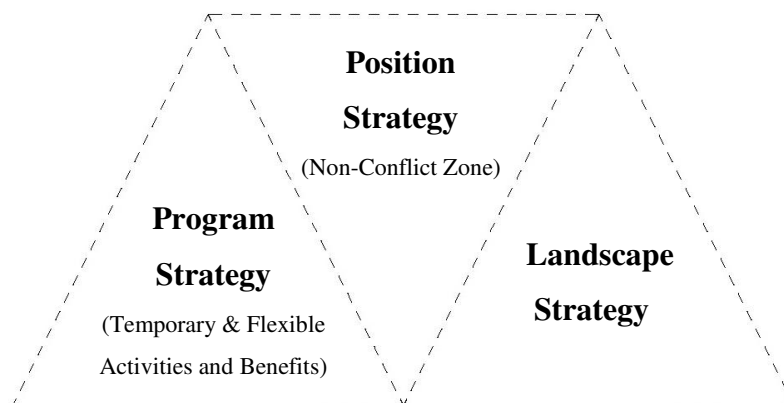 Position
Strategy
(Non-Conflict Zone)
Program
Strategy
(Temporary & Flexible
Activities and Benefits)
Landscape
Strategy